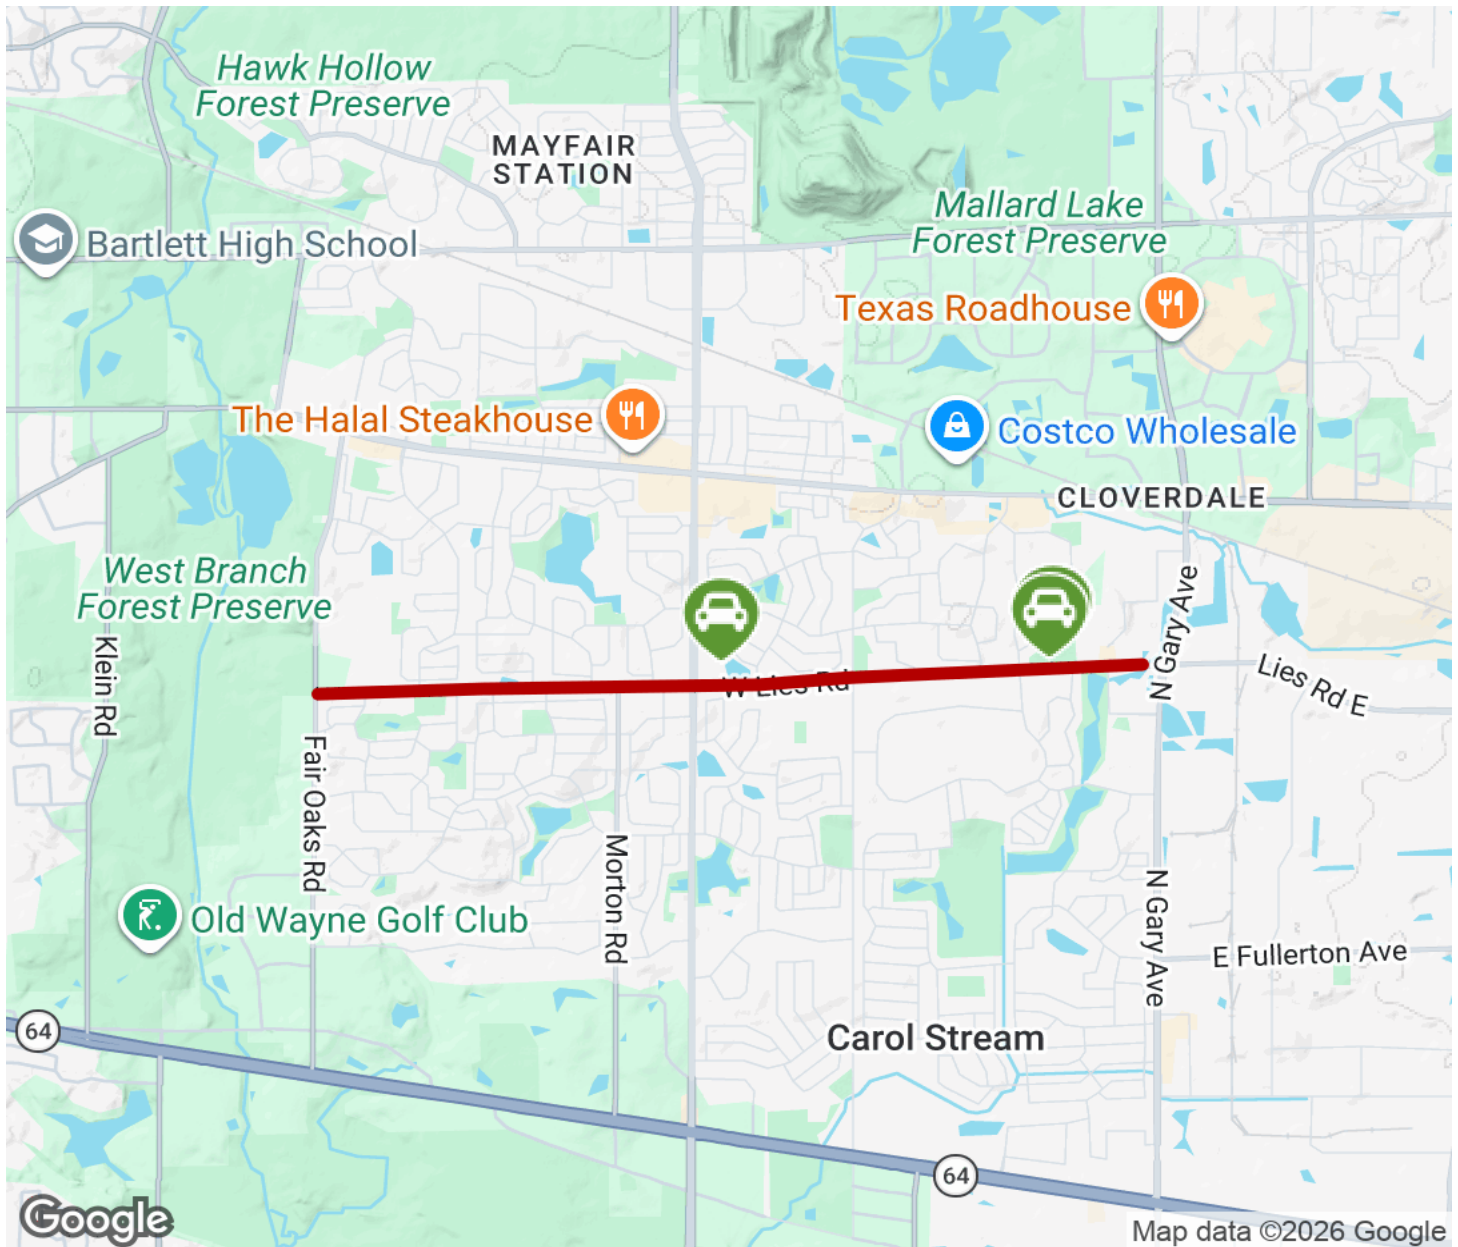 Hawk Hollow
Forest Preserve
MAYFAIR
STATION
Mallard Lake
Forest Preserve
Bartlett High School
Texas Roadhouse
The Halal Steakhouse
Costco Wholesale
CLOVERDALE
West Branch
Forest Preserve
Klein Rd
N Gary Ave
W Lies Rd
Lies Rd E
Fair Oaks Rd
Morton Rd
N Gary Ave
Old Wayne Golf Club
E Fullerton Ave
64
Carol Stream
64
Google
Map data ©2026 Google